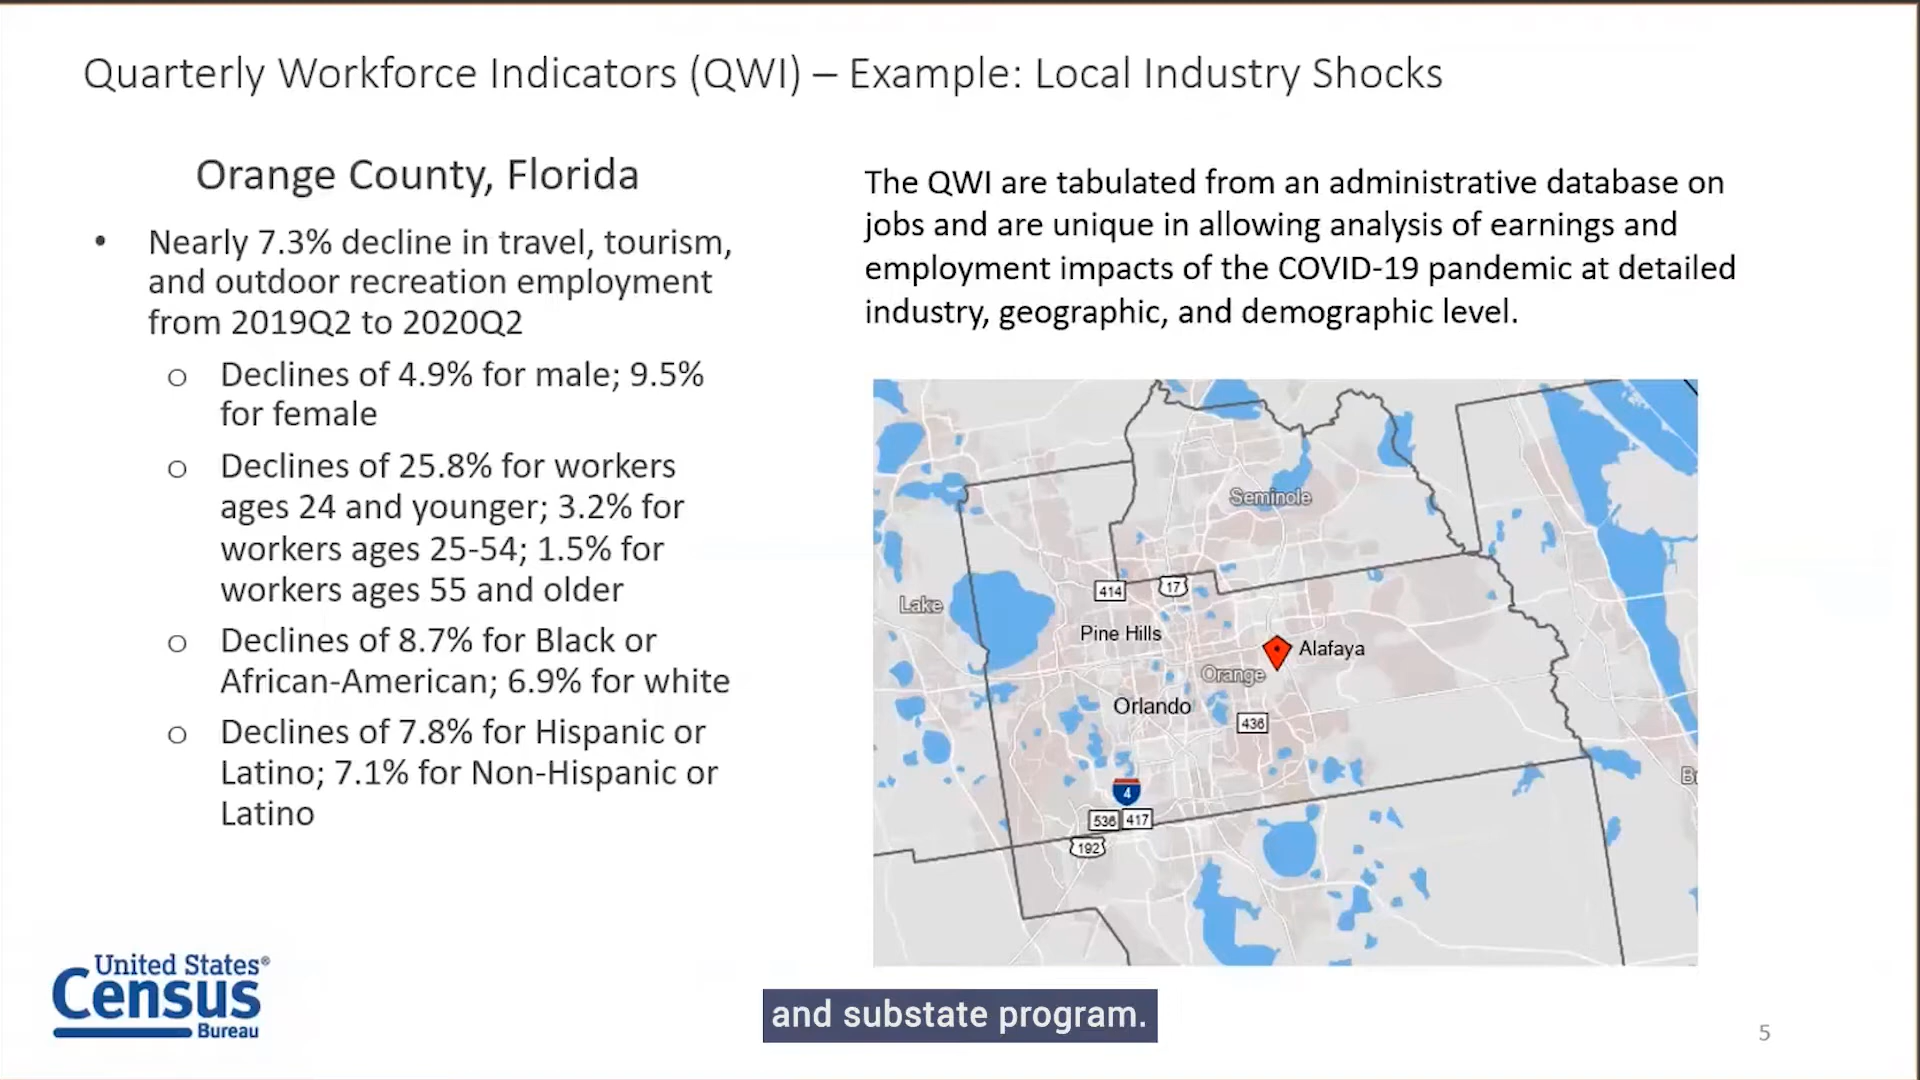 Quarterly Workforce Indicators (QWI) – Example: Local Industry Shocks
Orange County, Florida
• Nearly 7.3% decline in travel, tourism,
and outdoor recreation employment
from 2019Q2 to 2020Q2
o Declines of 4.9% for male; 9.5%
for female
o Declines of 25.8% for workers
ages 24 and younger; 3.2% for
workers ages 25-54; 1.5% for
workers ages 55 and older
o Declines of 8.7% for Black or
African-American; 6.9% for white
o Declines of 7.8% for Hispanic or
Latino; 7.1% for Non-Hispanic or
Latino
The QWI are tabulated from an administrative database on
jobs and are unique in allowing analysis of earnings and
employment impacts of the COVID-19 pandemic at detailed
industry, geographic, and demographic level.
Seminole
414
17
Lake
Pine Hills
Alafaya
Orange
Orlando
436
4
536
417
192
United States®
Census
Bureau
and substate program.
5